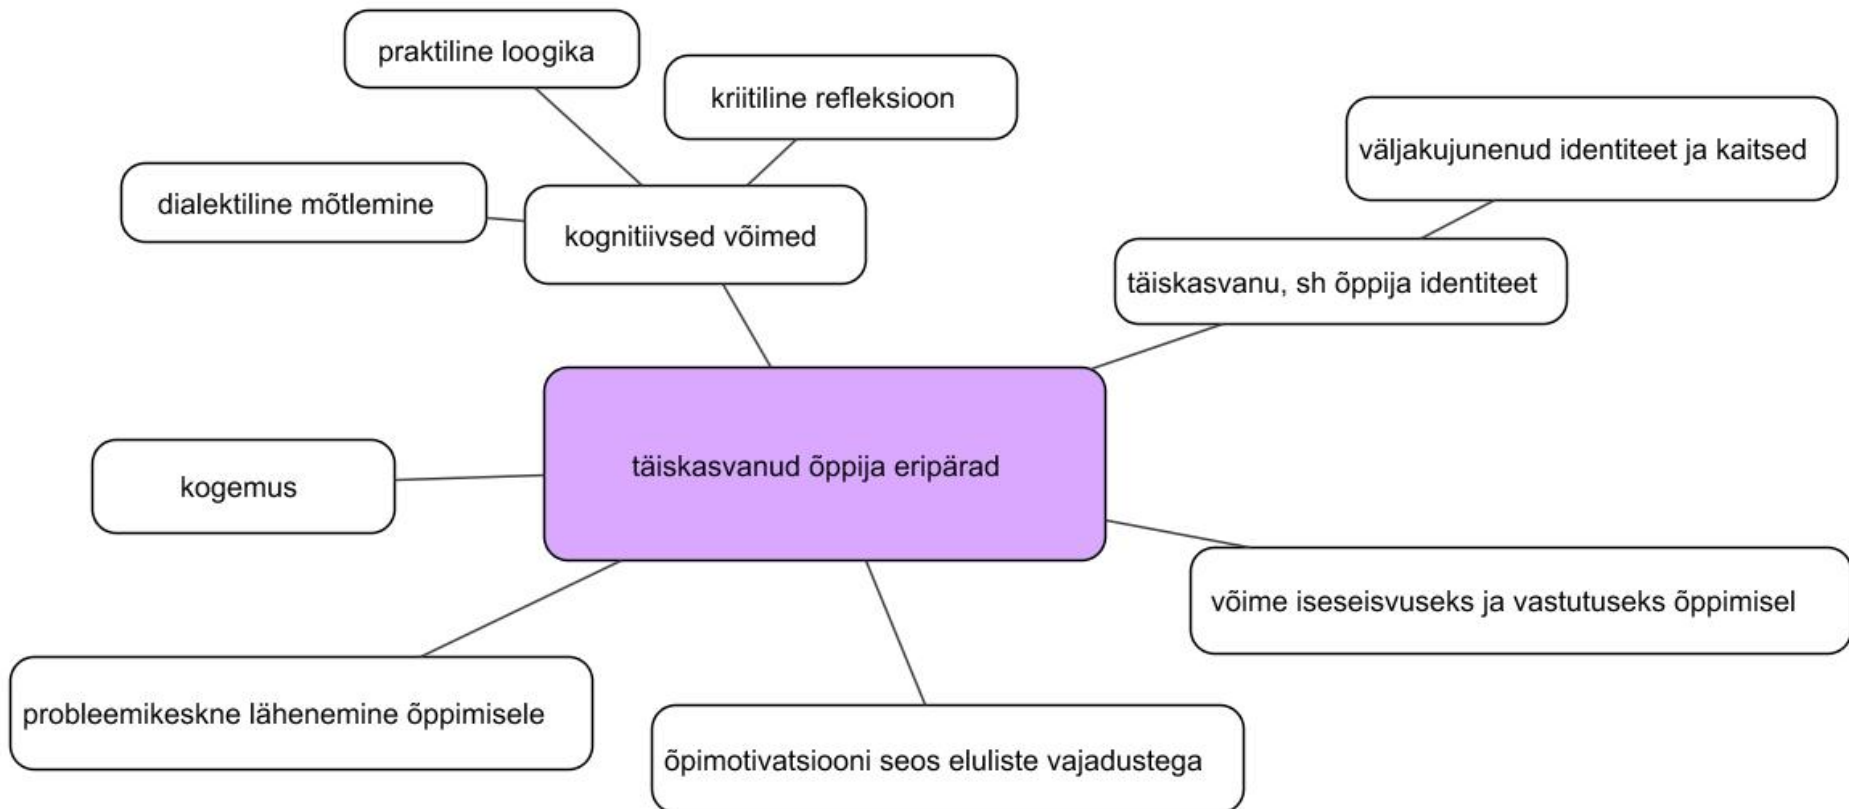 praktiline loogika
kriitiline refleksioon
väljakujunenud identiteet ja kaitsed
dialektiline mõtlemine
kognitiivsed võimed
täiskasvanu, sh õppija identiteet
täiskasvanud õppija eripärad
kogemus
võime iseseisvuseks ja vastutuseks õppimisel
probleemikeskne lähenemine õppimisele
õpimotivatsiooni seos eluliste vajadustega